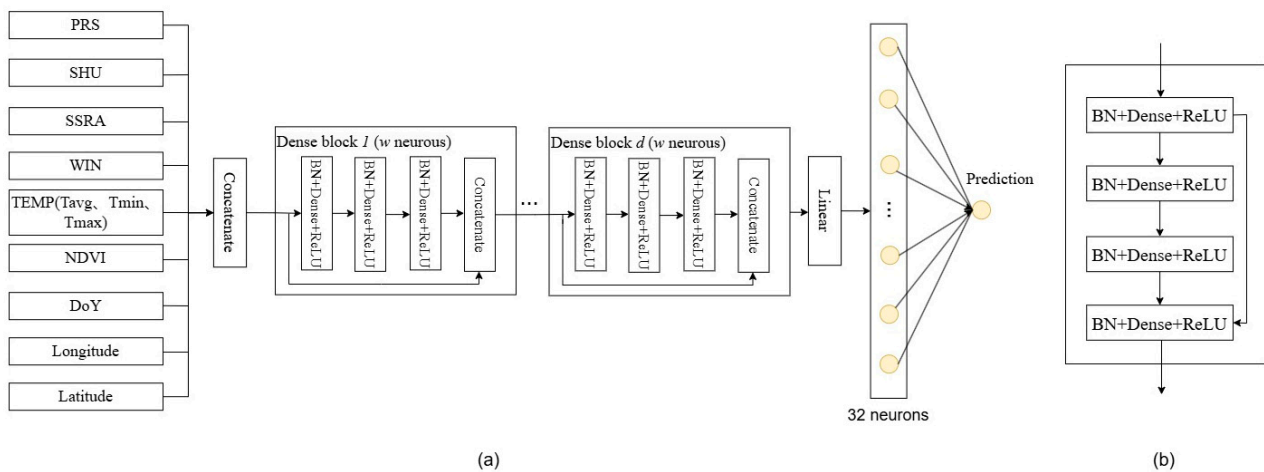 PRS
SHU
SSRA
WIN
TEMP(Tavg、Tmin、
Tmax)
NDVI
DoY
Longitude
Latitude
Concatenate
Dense block 1 (w neurous)
BN+Dense+ReLU
BN+Dense+ReLU
BN+Dense+ReLU
Concatenate
...
Dense block d (w neurous)
BN+Dense+ReLU
BN+Dense+ReLU
BN+Dense+ReLU
Concatenate
Linear
...
32 neurons
Prediction
(a)
BN+Dense+ReLU
BN+Dense+ReLU
BN+Dense+ReLU
BN+Dense+ReLU
(b)